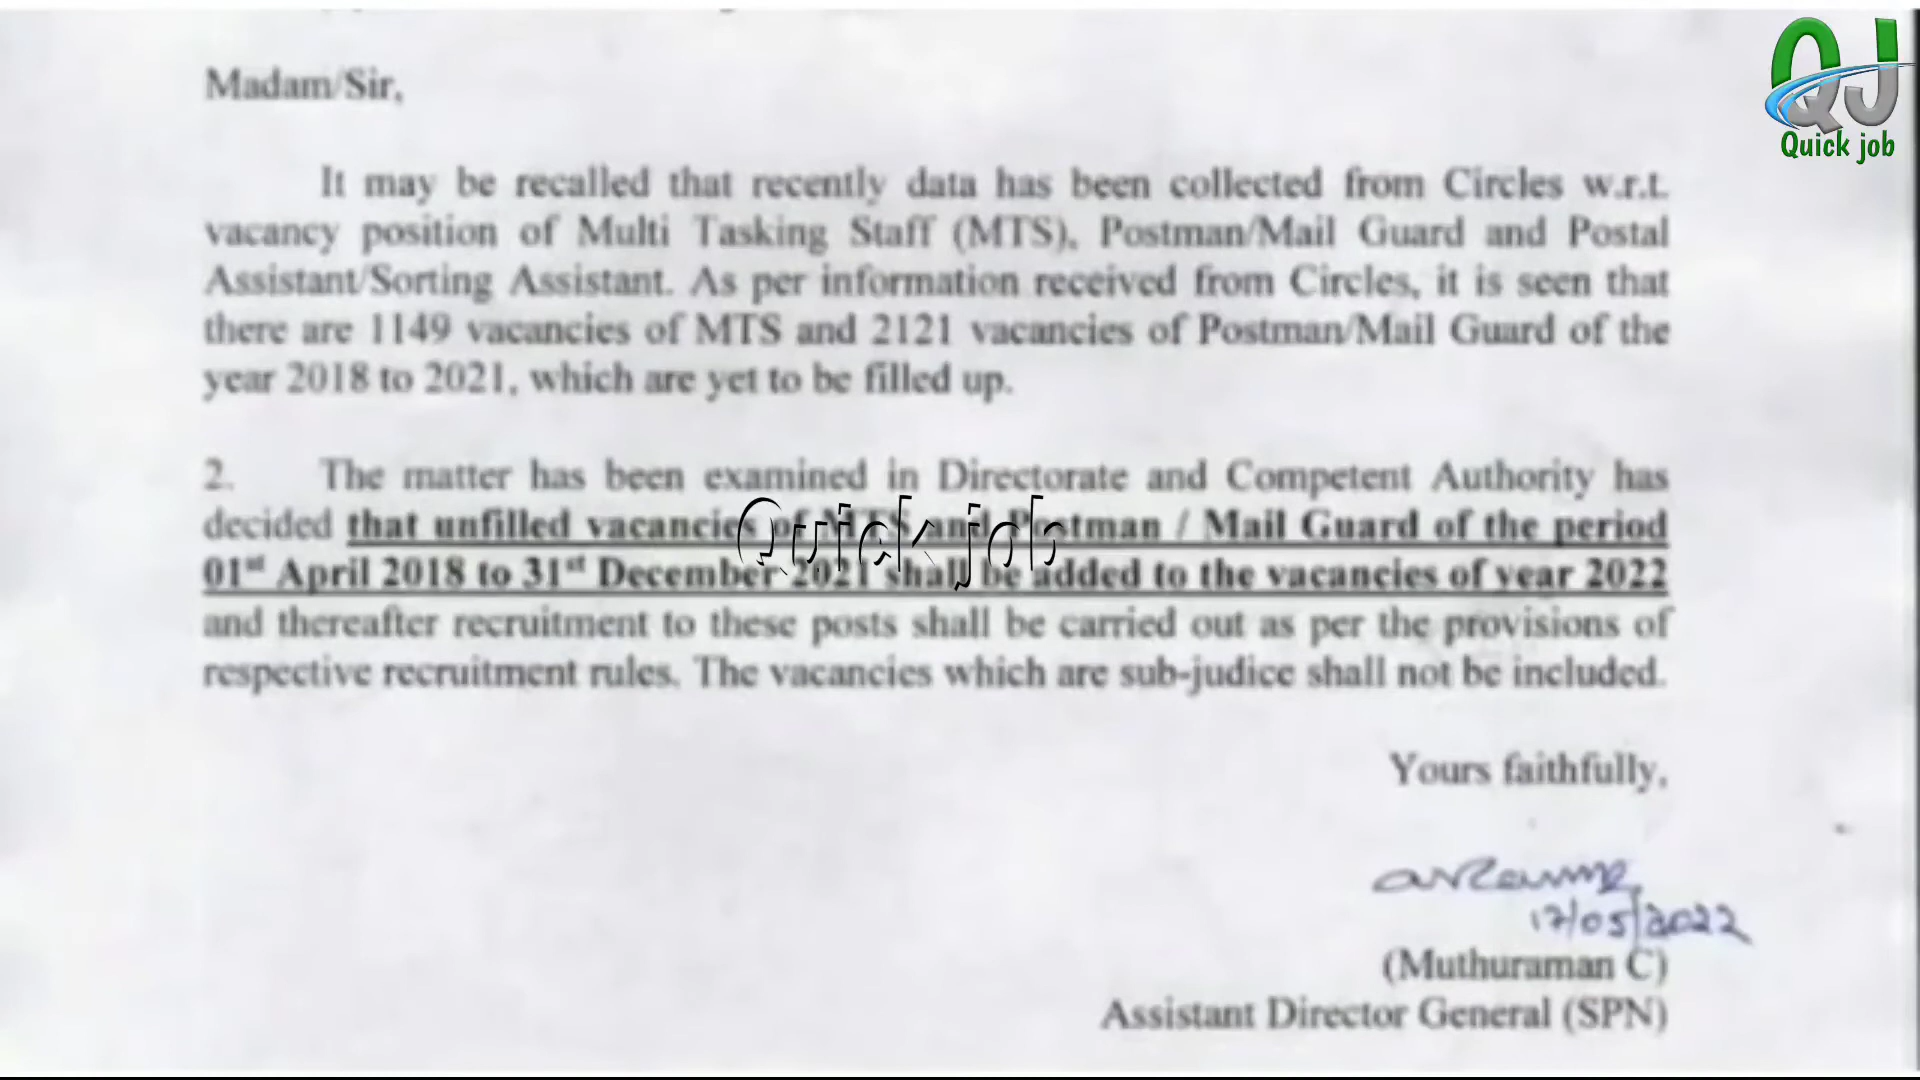 QJ
Quick job
Madam/Sir,
It may be recalled that recently data has been collected from Circles w.r.t.
vacancy position of Multi Tasking Staff (MTS), Postman/Mail Guard and Postal
Assistant/Sorting Assistant. As per information received from Circles, it is seen that
there are 1149 vacancies of MTS and 2121 vacancies of Postman/Mail Guard of the
year 2018 to 2021, which are yet to be filled up.
2. The matter has been examined in Directorate and Competent Authority has
decided that unfilled vacancies of MTS and Postman / Mail Guard of the period
Quick job
01st April 2018 to 31st December 2021 shall be added to the vacancies of year 2022
and thereafter recruitment to these posts shall be carried out as per the provisions of
respective recruitment rules. The vacancies which are sub-judice shall not be included.
Yours faithfully,
17/05/2022
(Muthuraman C)
Assistant Director General (SPN)